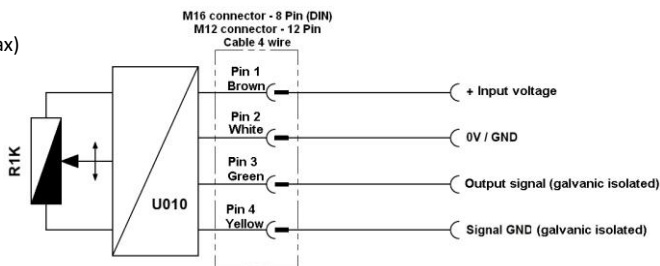 M16 connector - 8 Pin (DIN)
M12 connector - 12 Pin
Cable 4 wire
ax)
Pin 1
Brown
+ Input voltage
Pin 2
White
0V / GND
R1K
Pin 3
Green
Output signal (galvanic isolated)
U010
Pin 4
Yellow
Signal GND (galvanic isolated)